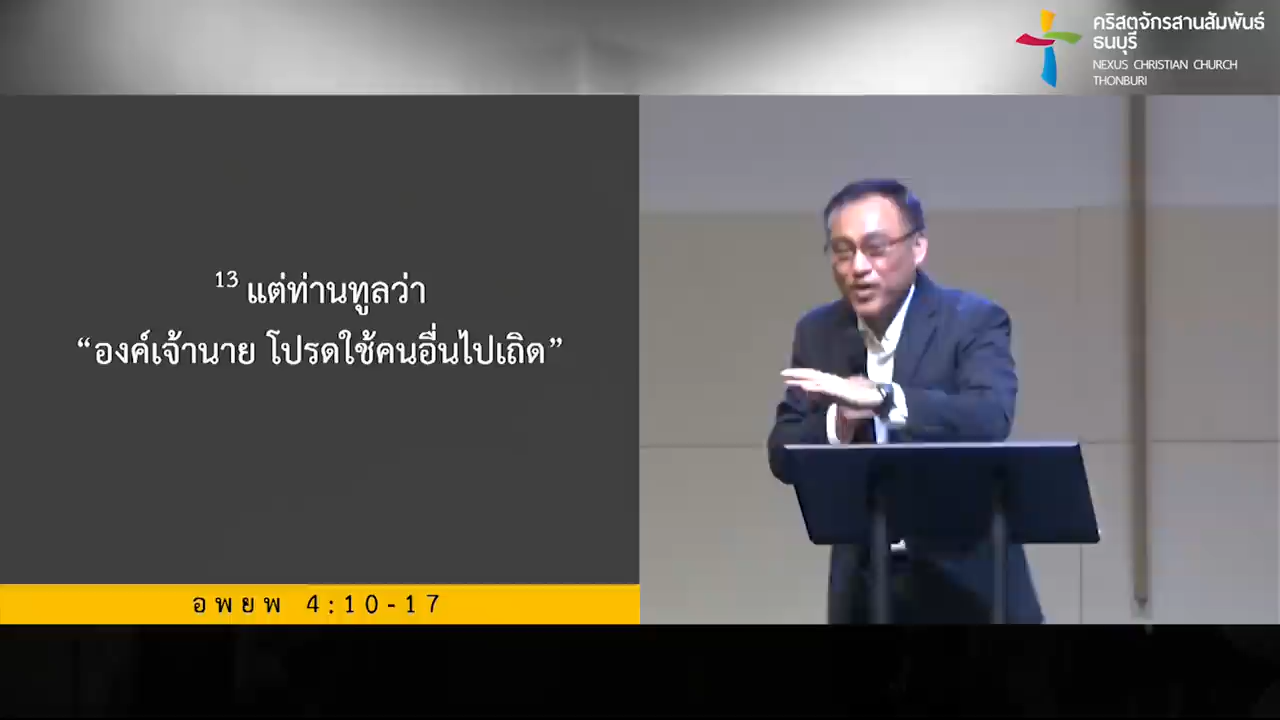 คริสตจักรสานสัมพันธ์
ธนบุรี
NEXUS CHRISTIAN CHURCH
THONBURI
13 แต่ท่านทูลว่า
“องค์เจ้านาย โปรดใช้คนอื่นไปเถิด”
อพยพ 4:10-17